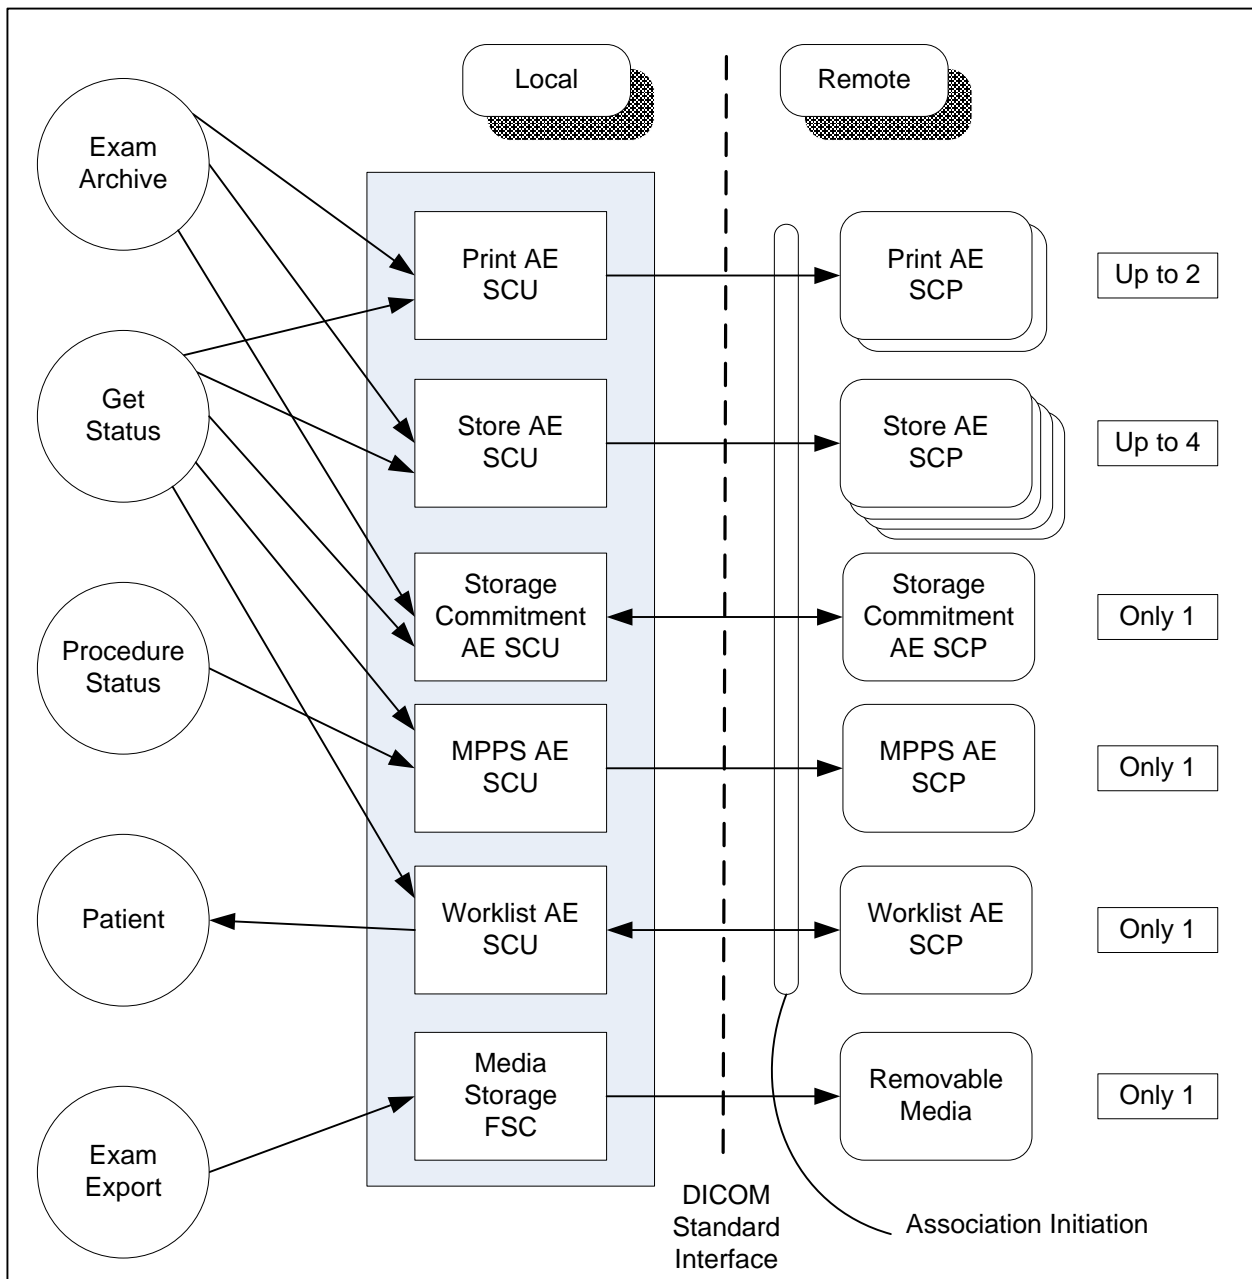 Local
Remote
Exam
Archive
Print AE
SCU
Print AE
SCP
Up to 2
Get
Status
Store AE
SCU
Store AE
SCP
Up to 4
Procedure
Status
Storage
Commitment
AE SCU
Storage
Commitment
AE SCP
Only 1
MPPS AE
SCU
MPPS AE
SCP
Only 1
Patient
Worklist AE
SCU
Worklist AE
SCP
Only 1
Exam
Export
Media
Storage
FSC
Removable
Media
Only 1
DICOM
Standard
Interface
Association Initiation